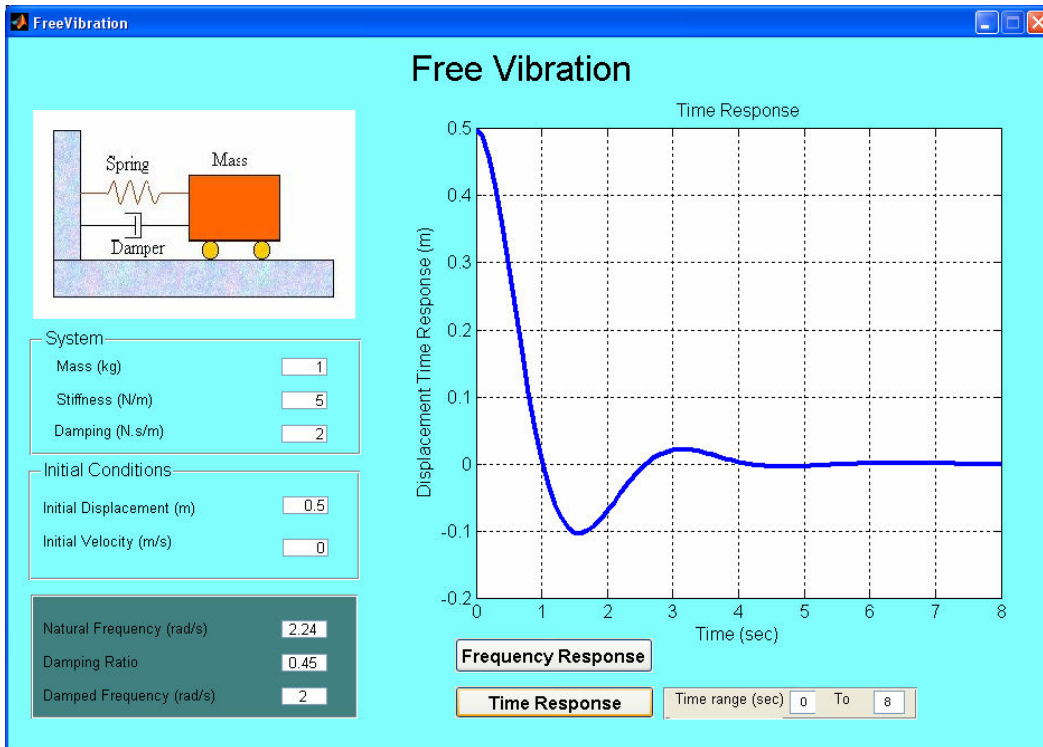 FreeVibration
Free Vibration
Spring
Mass
Damper
System
Mass (kg) 1
Stiffness (N/m) 5
Damping (N.s/m) 2
Initial Conditions
Initial Displacement (m) 0.5
Initial Velocity (m/s) 0
Natural Frequency (rad/s) 2.24
Damping Ratio 0.45
Damped Frequency (rad/s) 2
Time Response
Displacement Time Response (m)
0.5
0.4
0.3
0.2
0.1
0
-0.1
-0.2
0 1 2 3 4 5 6 7 8
Time (sec)
Frequency Response
Time Response
Time range (sec) 0 To 8